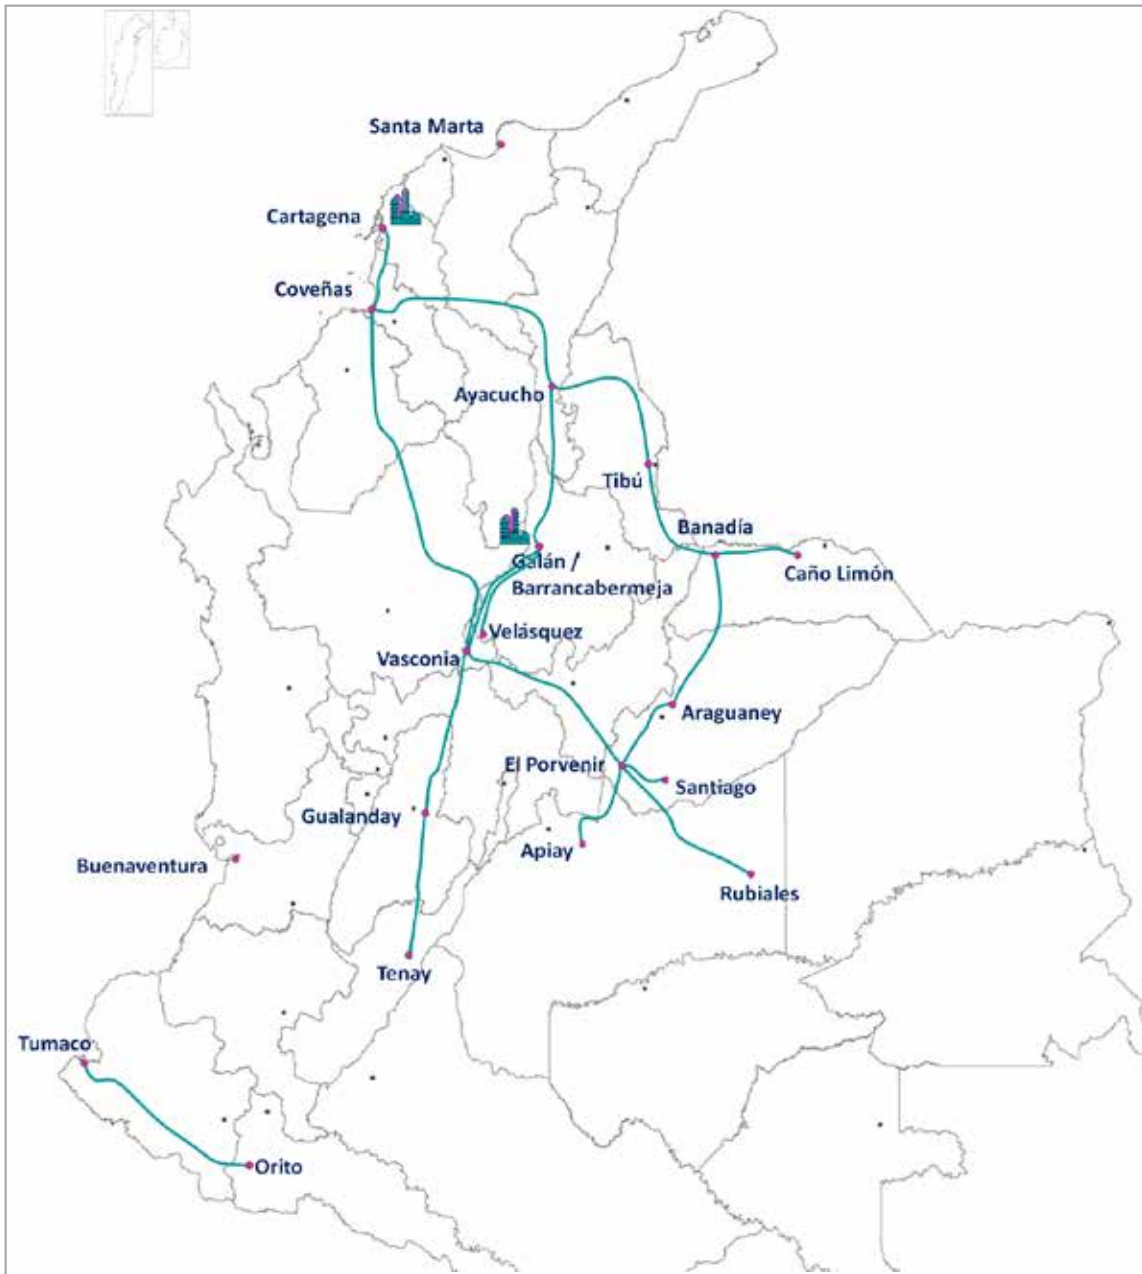 Santa Marta
Cartagena
Coveñas
Ayacucho
Tibú
Banadía
Galán /
Barrancabermeja
Caño Limón
Velásquez
Vasconia
Araguaney
El Porvenir
Santiago
Gualanday
Apiay
Buenaventura
Rubiales
Tenay
Tumaco
Orito